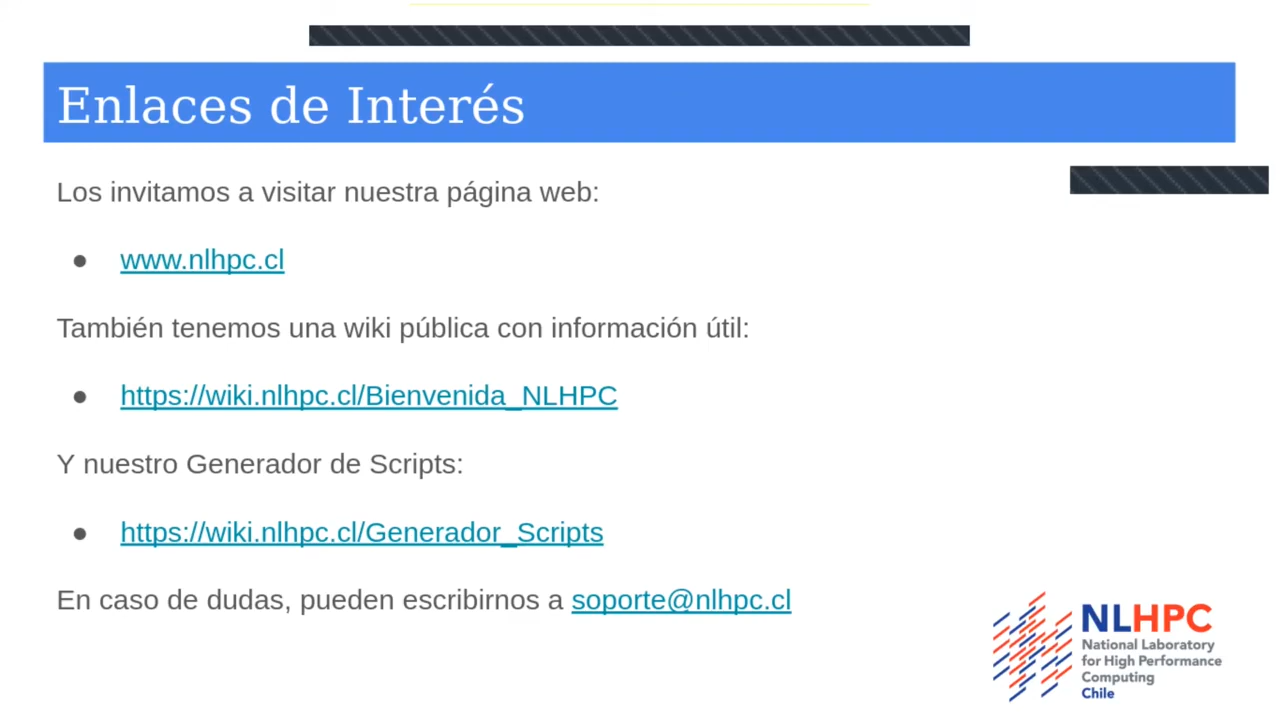 Enlaces de Interés
Los invitamos a visitar nuestra página web:
● www.nlhpc.cl
También tenemos una wiki pública con información útil:
● https://wiki.nlhpc.cl/Bienvenida_NLHPC
Y nuestro Generador de Scripts:
● https://wiki.nlhpc.cl/Generador_Scripts
En caso de dudas, pueden escribirnos a soporte@nlhpc.cl
NLHPC
National Laboratory
for High Performance
Computing
Chile